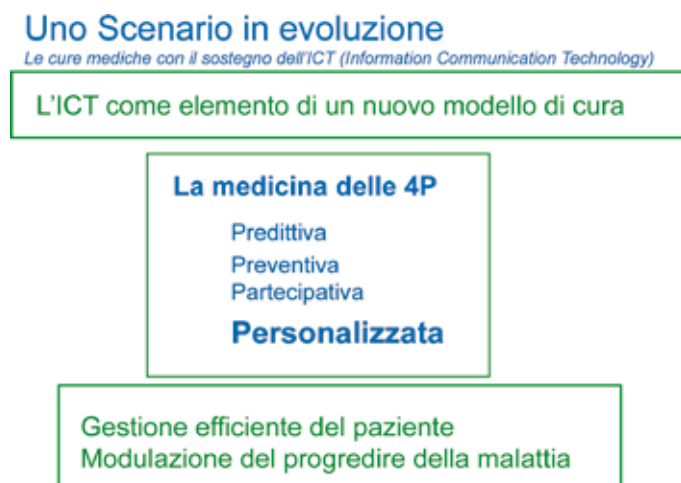 Uno Scenario in evoluzione
Le cure mediche con il sostegno dell'ICT (Information Communication Technology)
L'ICT come elemento di un nuovo modello di cura
La medicina delle 4P
Predittiva
Preventiva
Partecipativa
Personalizzata
Gestione efficiente del paziente
Modulazione del progredire della malattia